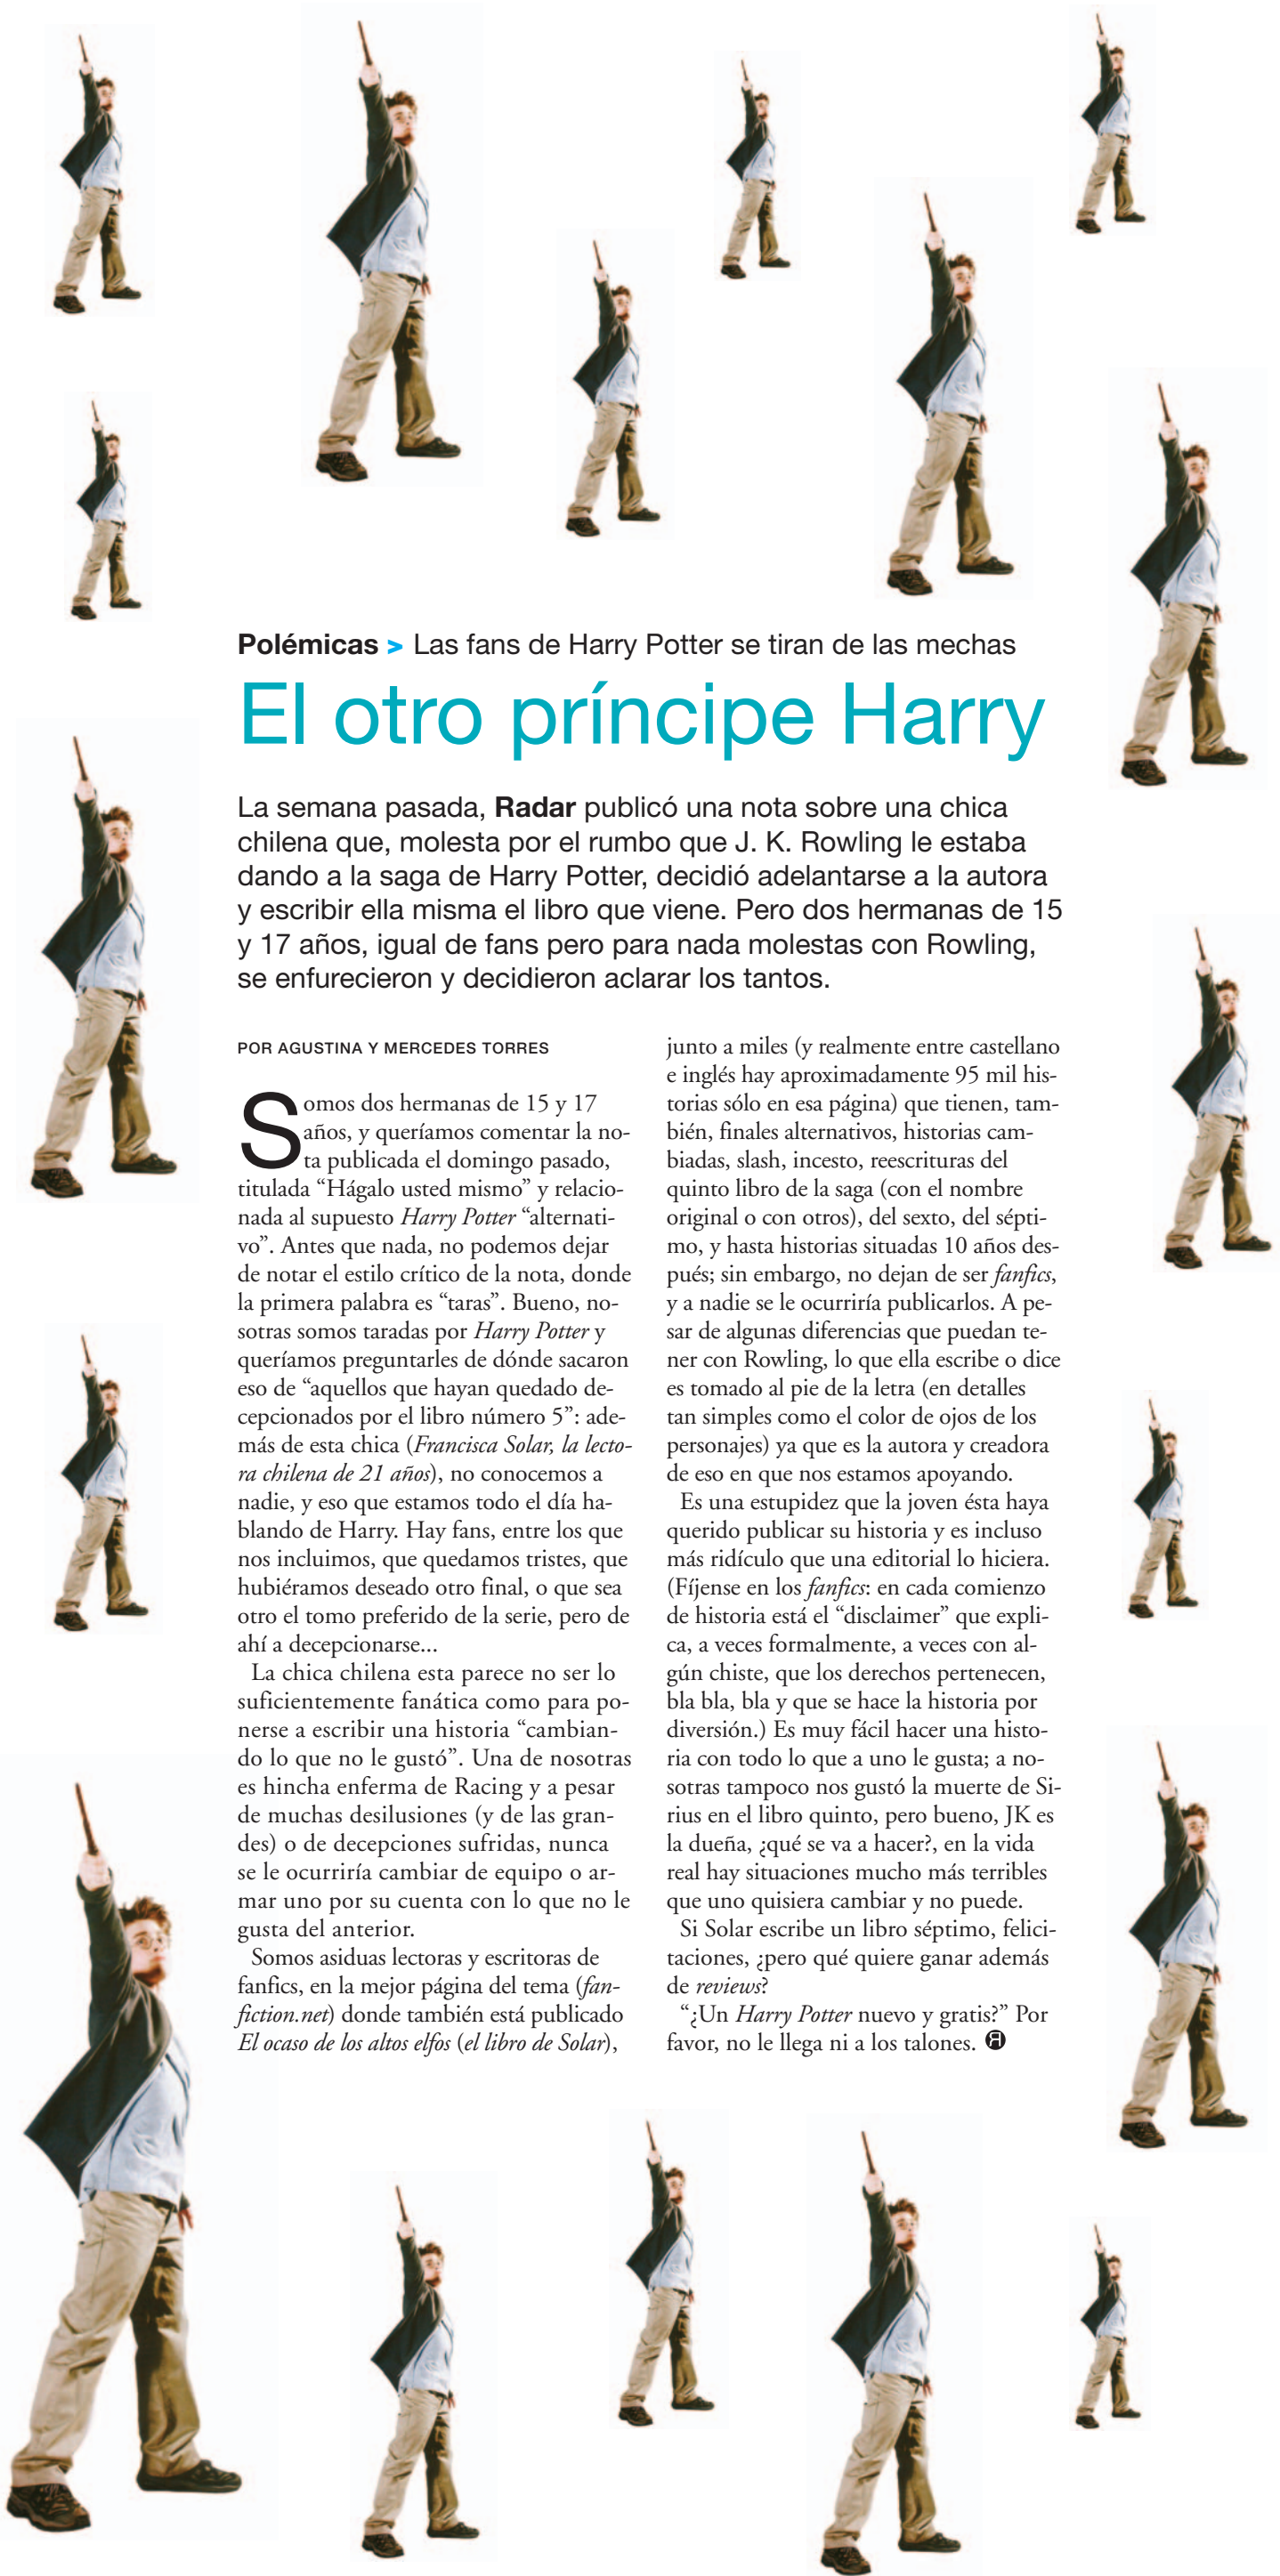 Polémicas > Las fans de Harry Potter se tiran de las mechas
El otro príncipe Harry
La semana pasada, Radar publicó una nota sobre una chica
chilena que, molesta por el rumbo que J. K. Rowling le estaba
dando a la saga de Harry Potter, decidió adelantarse a la autora
y escribir ella misma el libro que viene. Pero dos hermanas de 15
y 17 años, igual de fans pero para nada molestas con Rowling,
se enfurecieron y decidieron aclarar los tantos.
POR AGUSTINA Y MERCEDES TORRES
Somos dos hermanas de 15 y 17
años, y queríamos comentar la no-
ta publicada el domingo pasado,
titulada “Hágalo usted mismo” y relacio-
nada al supuesto Harry Potter “alternati-
vo”. Antes que nada, no podemos dejar
de notar el estilo crítico de la nota, donde
la primera palabra es “taras”. Bueno, no-
sotras somos taradas por Harry Potter y
queríamos preguntarles de dónde sacaron
eso de “aquellos que hayan quedado de-
cepcionados por el libro número 5”: ade-
más de esta chica (Francisca Solar, la lecto-
ra chilena de 21 años), no conocemos a
nadie, y eso que estamos todo el día ha-
blando de Harry. Hay fans, entre los que
nos incluimos, que quedamos tristes, que
hubiéramos deseado otro final, o que sea
otro el tomo preferido de la serie, pero de
ahí a decepcionarse...
La chica chilena esta parece no ser lo
suficientemente fanática como para po-
nerse a escribir una historia “cambian-
do lo que no le gustó”. Una de nosotras
es hincha enferma de Racing y a pesar
de muchas desilusiones (y de las gran-
des) o de decepciones sufridas, nunca
se le ocurriría cambiar de equipo o ar-
mar uno por su cuenta con lo que no le
gusta del anterior.
Somos asiduas lectoras y escritoras de
fanfics, en la mejor página del tema (fan-
fiction.net) donde también está publicado
El ocaso de los altos elfos (el libro de Solar),
junto a miles (y realmente entre castellano
e inglés hay aproximadamente 95 mil his-
torias sólo en esa página) que tienen, tam-
bién, finales alternativos, historias cam-
biadas, slash, incesto, reescrituras del
quinto libro de la saga (con el nombre
original o con otros), del sexto, del sépti-
mo, y hasta historias situadas 10 años des-
pués; sin embargo, no dejan de ser fanfics,
y a nadie se le ocurriría publicarlos. A pe-
sar de algunas diferencias que puedan te-
ner con Rowling, lo que ella escribe o dice
es tomado al pie de la letra (en detalles
tan simples como el color de ojos de los
personajes) ya que es la autora y creadora
de eso en que nos estamos apoyando.
Es una estupidez que la joven ésta haya
querido publicar su historia y es incluso
más ridículo que una editorial lo hiciera.
(Fíjense en los fanfics: en cada comienzo
de historia está el “disclaimer” que expli-
ca, a veces formalmente, a veces con al-
gún chiste, que los derechos pertenecen,
bla bla, bla y que se hace la historia por
diversión.) Es muy fácil hacer una histo-
ria con todo lo que a uno le gusta; a no-
sotras tampoco nos gustó la muerte de Si-
rius en el libro quinto, pero bueno, JK es
la dueña, ¿qué se va a hacer?, en la vida
real hay situaciones mucho más terribles
que uno quisiera cambiar y no puede.
Si Solar escribe un libro séptimo, felici-
taciones, ¿pero qué quiere ganar además
de reviews?
“¿Un Harry Potter nuevo y gratis?” Por
favor, no le llega ni a los talones.